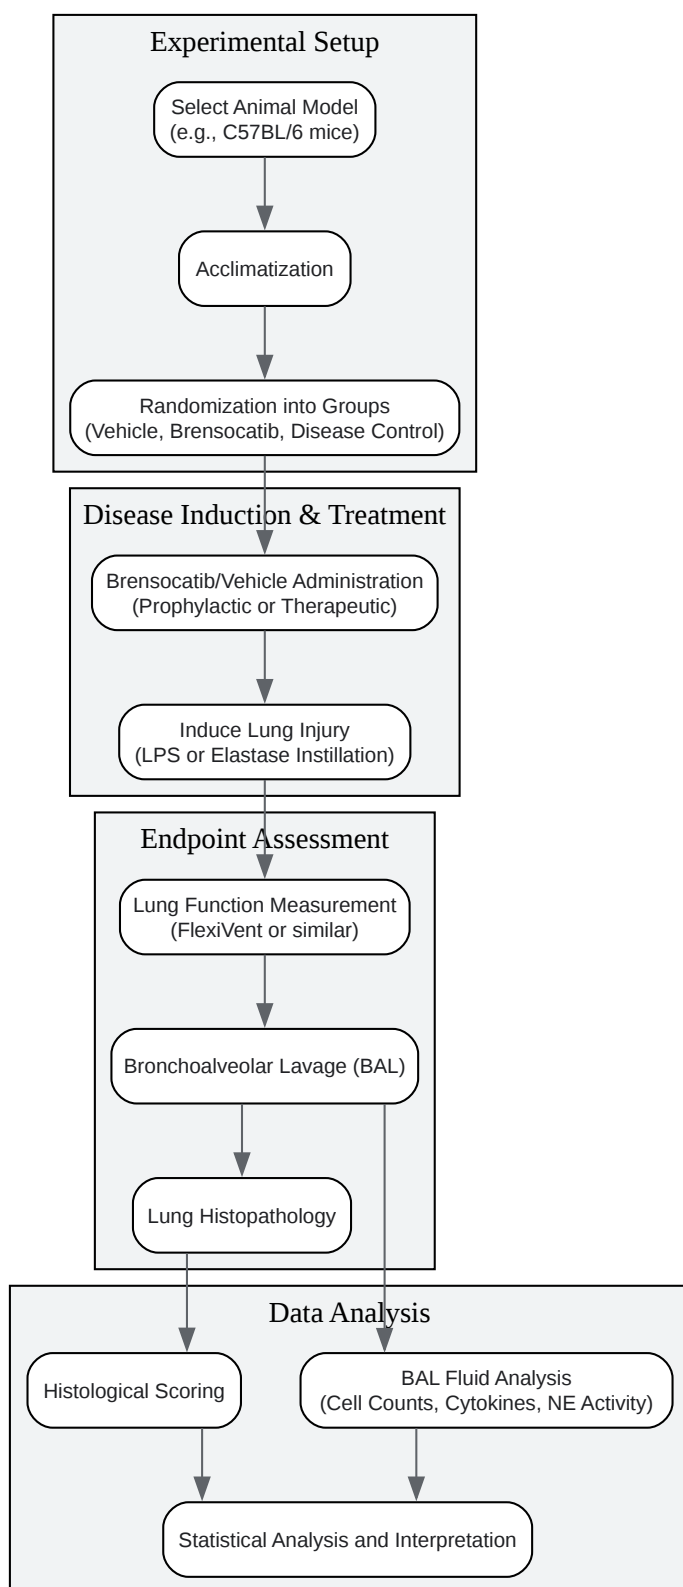 Experimental Setup
Select Animal Model
(e.g., C57BL/6 mice)
Acclimatization
Randomization into Groups
(Vehicle, Brensocatib, Disease Control)
Disease Induction & Treatment
Brensocatib/Vehicle Administration
(Prophylactic or Therapeutic)
Induce Lung Injury
(LPS or Elastase Instillation)
Endpoint Assessment
Lung Function Measurement
(FlexiVent or similar)
Bronchoalveolar Lavage (BAL)
Lung Histopathology
Data Analysis
Histological Scoring
BAL Fluid Analysis
(Cell Counts, Cytokines, NE Activity)
Statistical Analysis and Interpretation